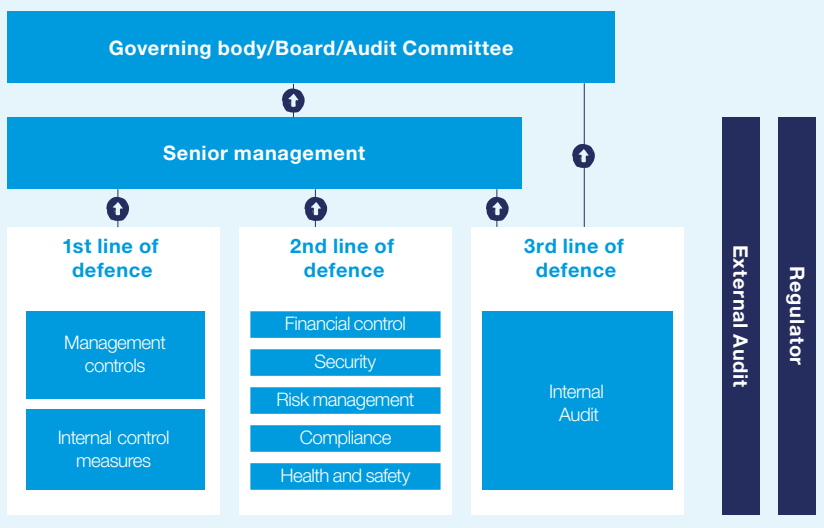 Governing body/Board/Audit Committee
Senior management
1st line of
defence
Management
controls
Internal control
measures
2nd line of
defence
Financial control
Security
Risk management
Compliance
Health and safety
3rd line of
defence
Internal
Audit
External Audit
Regulator